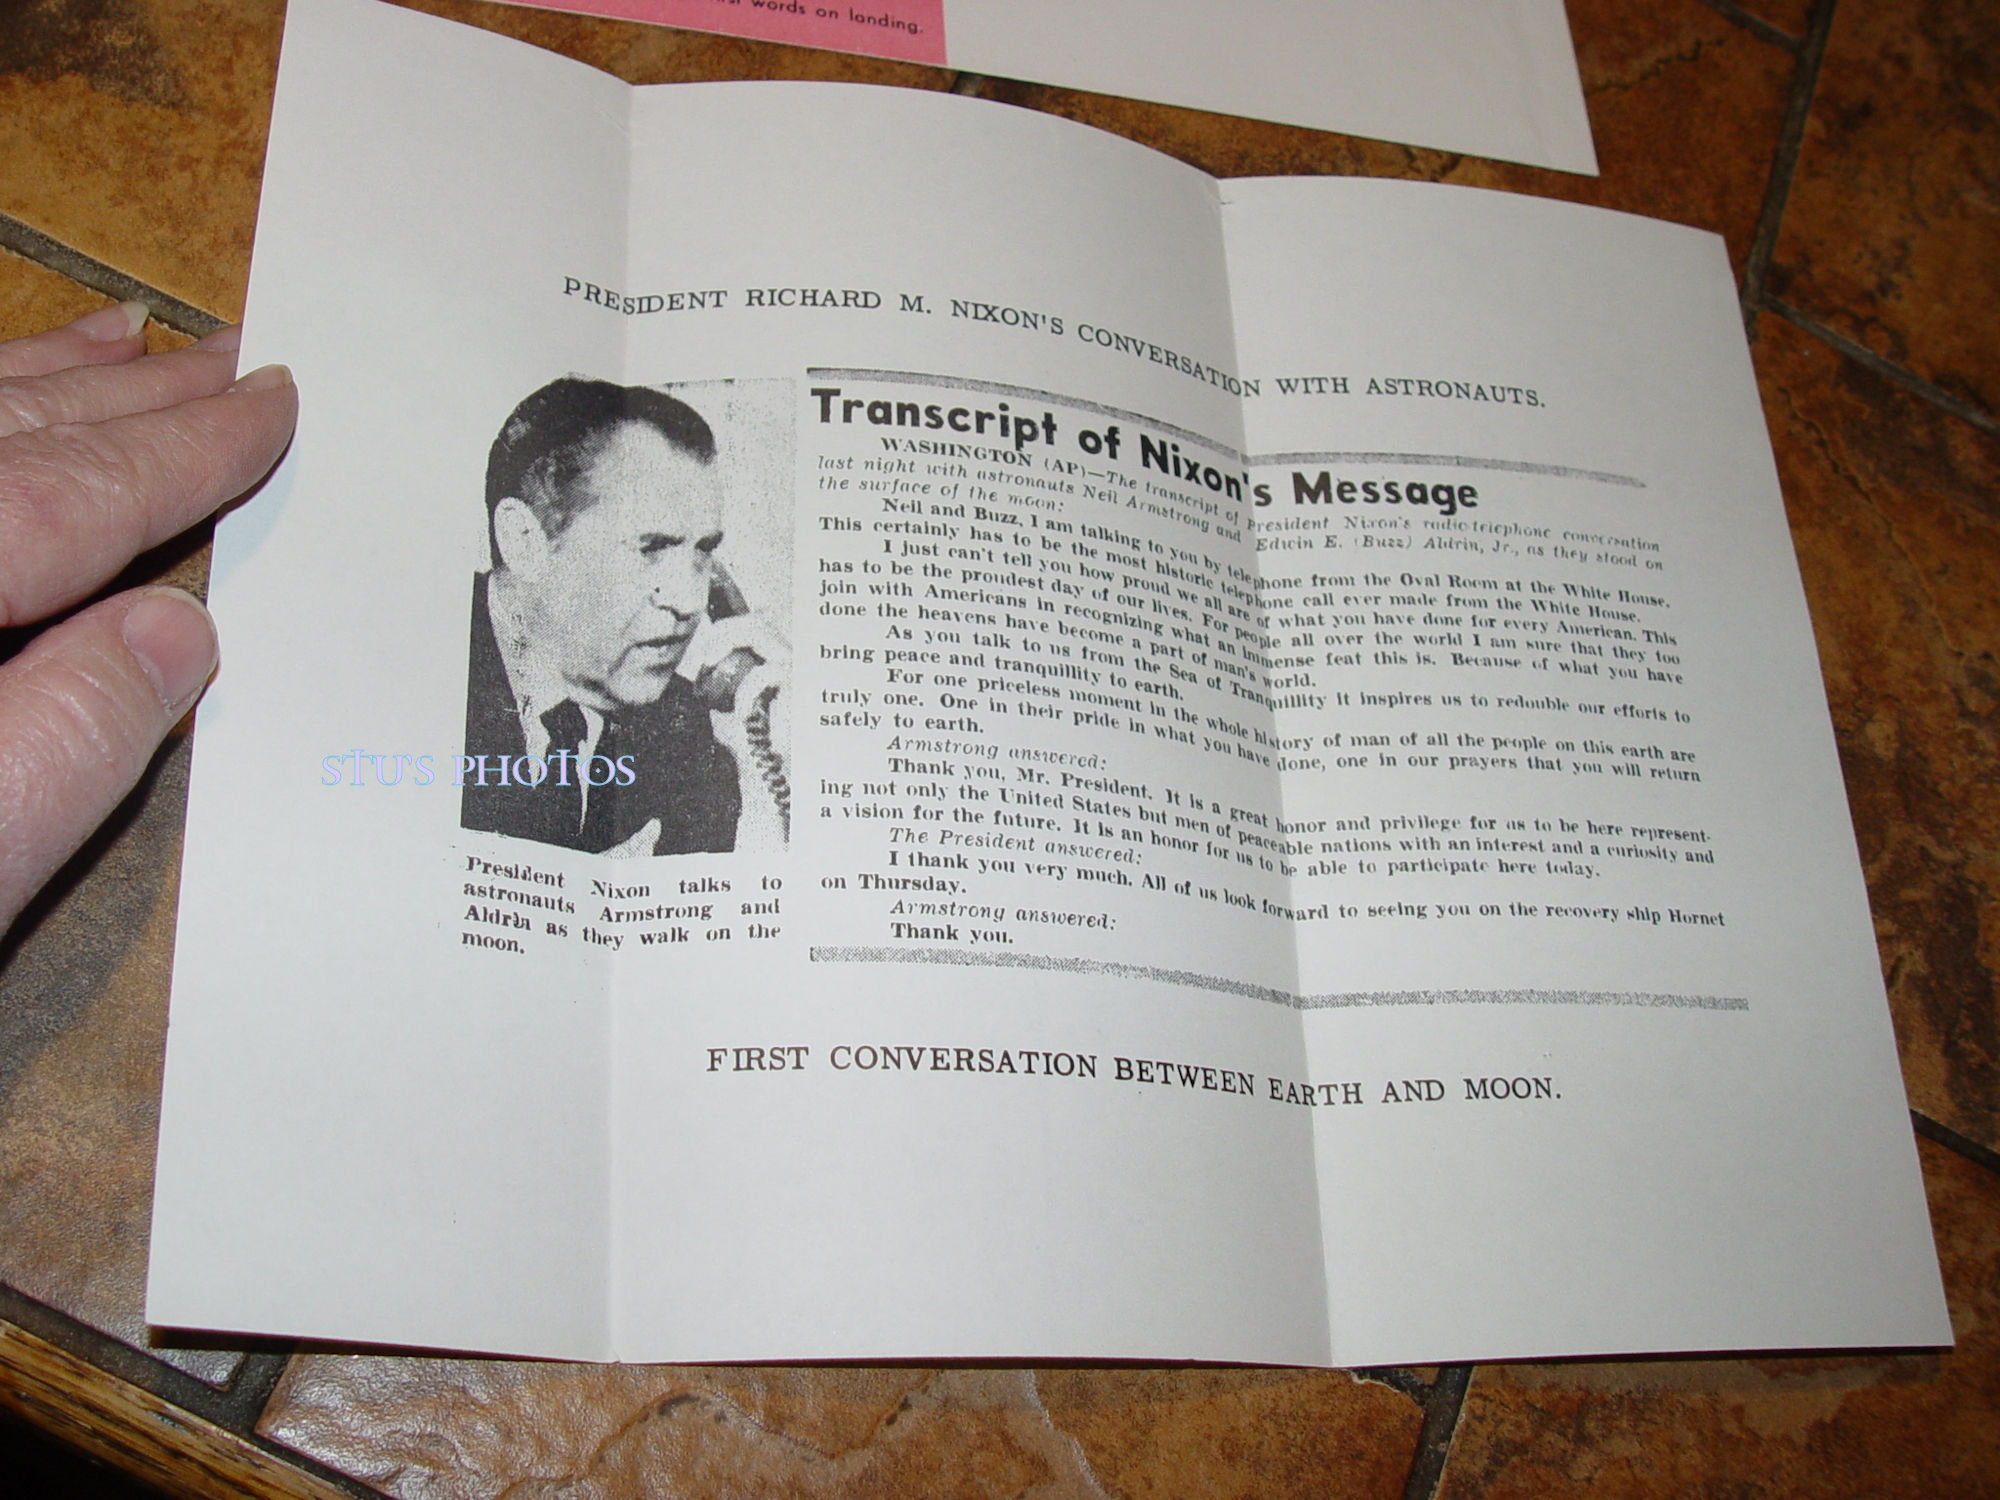 words on landing.
PRESIDENT RICHARD M. NIXON'S CONVERSATION WITH ASTRONAUTS.
Transcript of Nixon's Message
WASHINGTON (AP)—The transcript of President Nixon's radio-telephone conversation
last night with astronauts Neil Armstrong and Edwin E. (Buzz) Aldrin, Jr., as they stood on
the surface of the moon:
Neil and Buzz, I am talking to you by telephone from the Oval Room at the White House.
This certainly has to be the most historic telephone call ever made from the White House.
I just can't tell you how proud we all are of what you have done for every American. This
has to be the proudest day of our lives. For people all over the world I am sure that they too
join with Americans in recognizing what an immense feat this is. Because of what you have
done the heavens have become a part of man's world.
As you talk to us from the Sea of Tranquillity it inspires us to redouble our efforts to
bring peace and tranquillity to earth.
For one priceless moment in the whole history of man of all the people on this earth are
truly one. One in their pride in what you have done, one in our prayers that you will return
safely to earth.
Armstrong answered:
Thank you, Mr. President. It is a great honor and privilege for us to be here represent-
ing not only the United States but men of peaceable nations with an interest and a curiosity and
a vision for the future. It is an honor for us to be able to participate here today.
The President answered:
I thank you very much. All of us look forward to seeing you on the recovery ship Hornet
on Thursday.
Armstrong answered:
Thank you.
President Nixon talks to
astronauts Armstrong and
Aldrin as they walk on the
moon.
STU'S PHOTOS
FIRST CONVERSATION BETWEEN EARTH AND MOON.